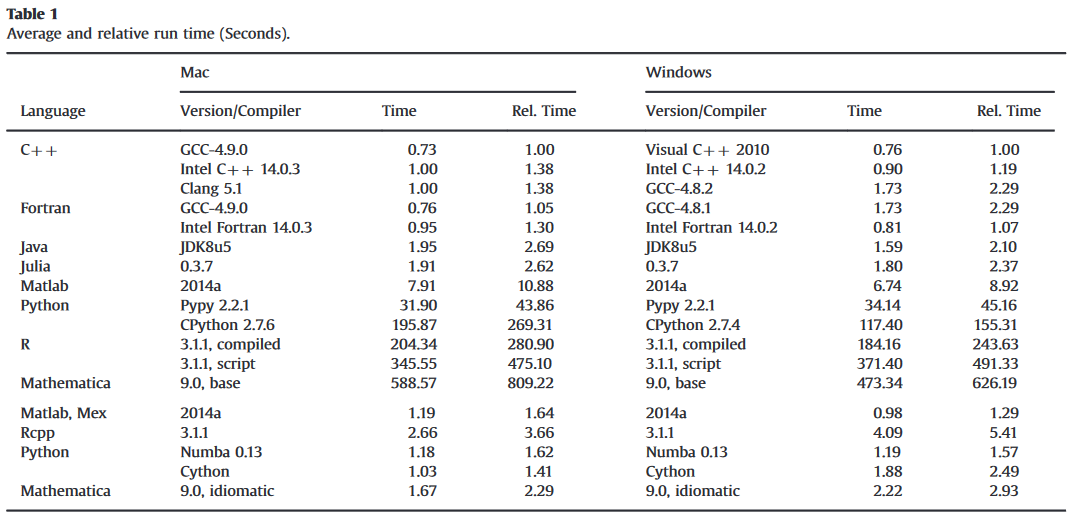 Table 1
Average and relative run time (Seconds).
Mac Windows
Language Version/Compiler Time Rel. Time Version/Compiler Time Rel. Time
C++ GCC-4.9.0 0.73 1.00 Visual C++ 2010 0.76 1.00
Intel C++ 14.0.3 1.00 1.38 Intel C++ 14.0.2 0.90 1.19
Clang 5.1 1.00 1.38 GCC-4.8.2 1.73 2.29
Fortran GCC-4.9.0 0.76 1.05 GCC-4.8.1 1.73 2.29
Intel Fortran 14.0.3 0.95 1.30 Intel Fortran 14.0.2 0.81 1.07
Java JDK8u5 1.95 2.69 JDK8u5 1.59 2.10
Julia 0.3.7 1.91 2.62 0.3.7 1.80 2.37
Matlab 2014a 7.91 10.88 2014a 6.74 8.92
Python Pypy 2.2.1 31.90 43.86 Pypy 2.2.1 34.14 45.16
CPython 2.7.6 195.87 269.31 CPython 2.7.4 117.40 155.31
R 3.1.1, compiled 204.34 280.90 3.1.1, compiled 184.16 243.63
3.1.1, script 345.55 475.10 3.1.1, script 371.40 491.33
Mathematica 9.0, base 588.57 809.22 9.0, base 473.34 626.19
Matlab, Mex 2014a 1.19 1.64 2014a 0.98 1.29
Rcpp 3.1.1 2.66 3.66 3.1.1 4.09 5.41
Python Numba 0.13 1.18 1.62 Numba 0.13 1.19 1.57
Cython 1.03 1.41 Cython 1.88 2.49
Mathematica 9.0, idiomatic 1.67 2.29 9.0, idiomatic 2.22 2.93